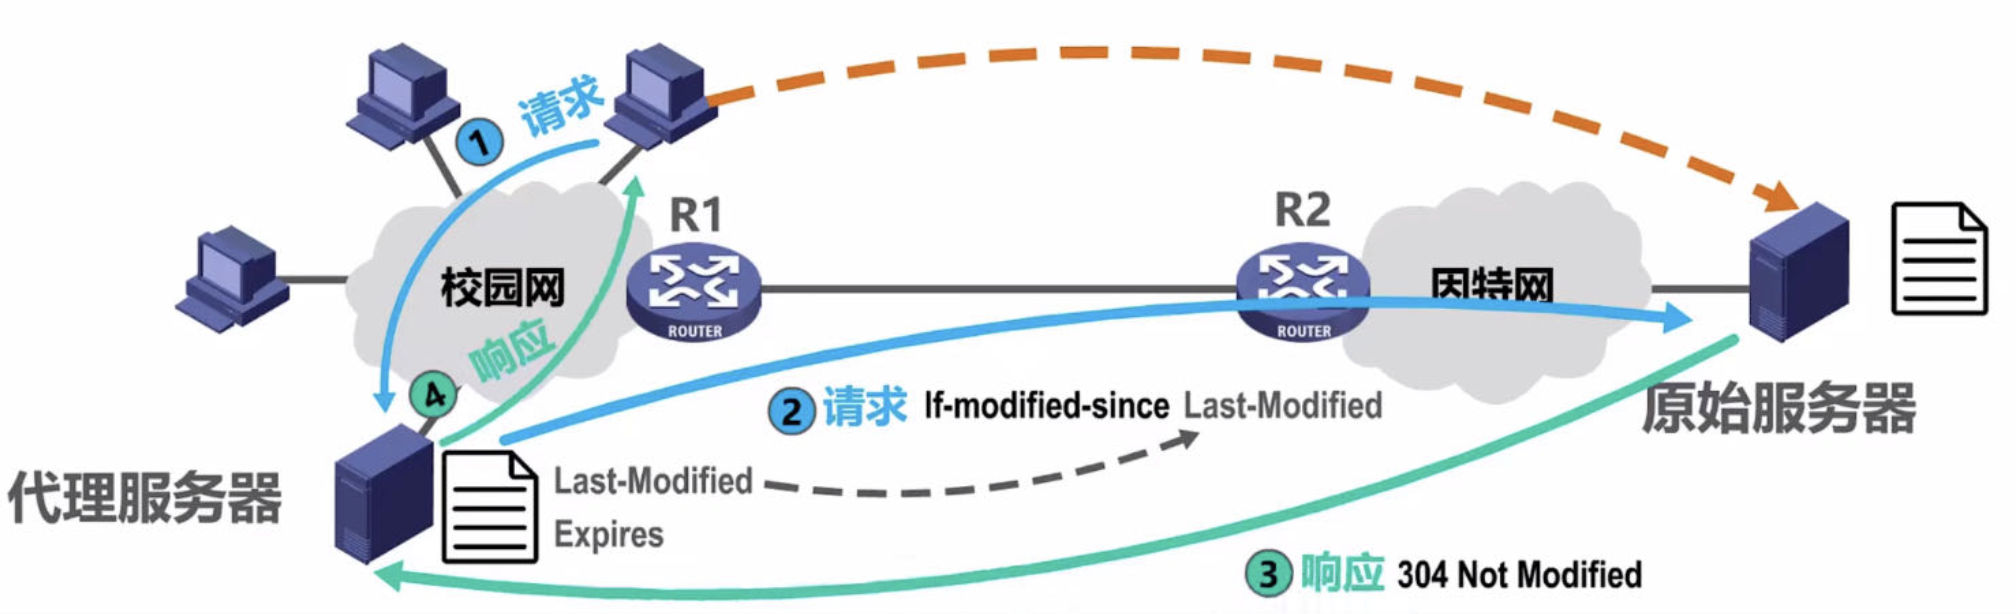 1 请求
R1
R2
校园网
ROUTER
ROUTER
因特网
4 响应
2 请求 If-modified-since Last-Modified
原始服务器
代理服务器
Last-Modified
Expires
3 响应 304 Not Modified